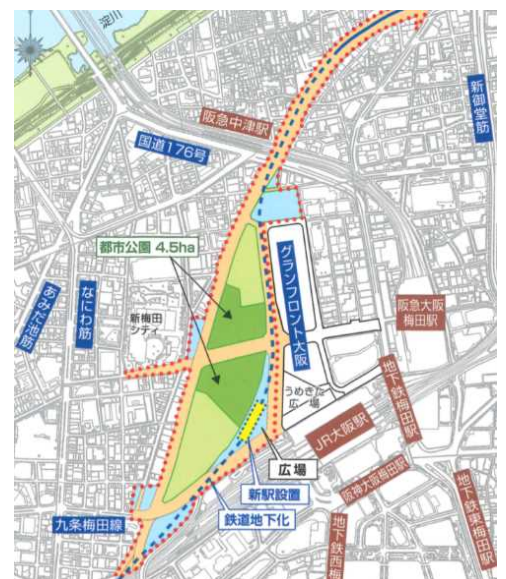 淀川
新御堂筋
阪急中津駅
国道176号
都市公園 4.5ha
グランフロント大阪
あみだ池筋
なにわ筋
新梅田
シティ
阪急大阪
梅田駅
うめきた
広場
地下鉄梅田駅
JR大阪駅
広場
新駅設置
阪神大阪梅田駅
地下鉄東梅田駅
九条梅田線
鉄道地下化
地下鉄西梅